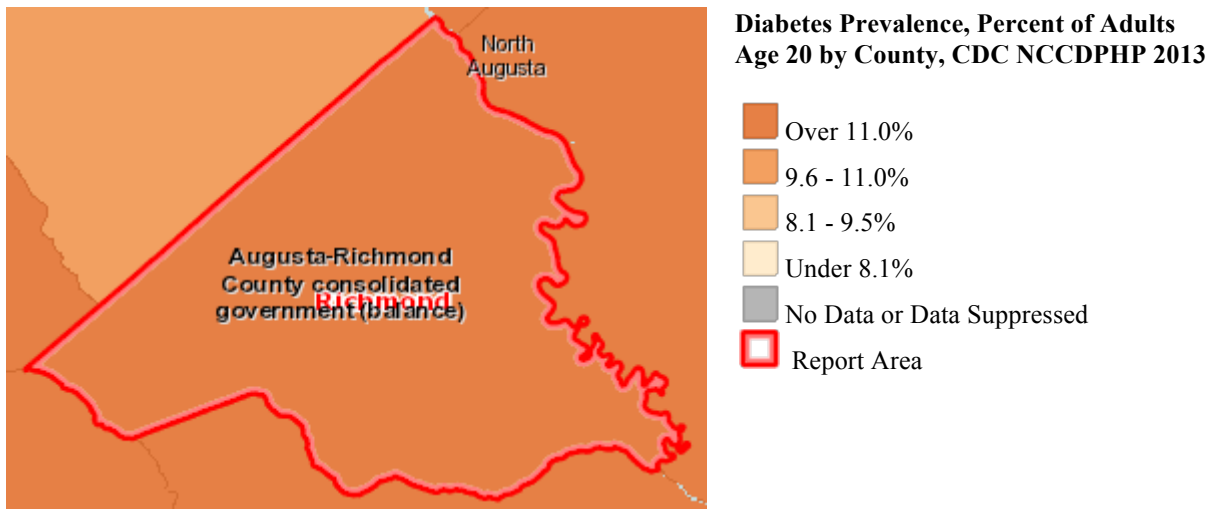 North
Augusta
Augusta-Richmond
County consolidated
Richmond
government (balance)
Diabetes Prevalence, Percent of Adults
Age 20 by County, CDC NCCDPHP 2013
Over 11.0%
9.6 - 11.0%
8.1 - 9.5%
Under 8.1%
No Data or Data Suppressed
Report Area